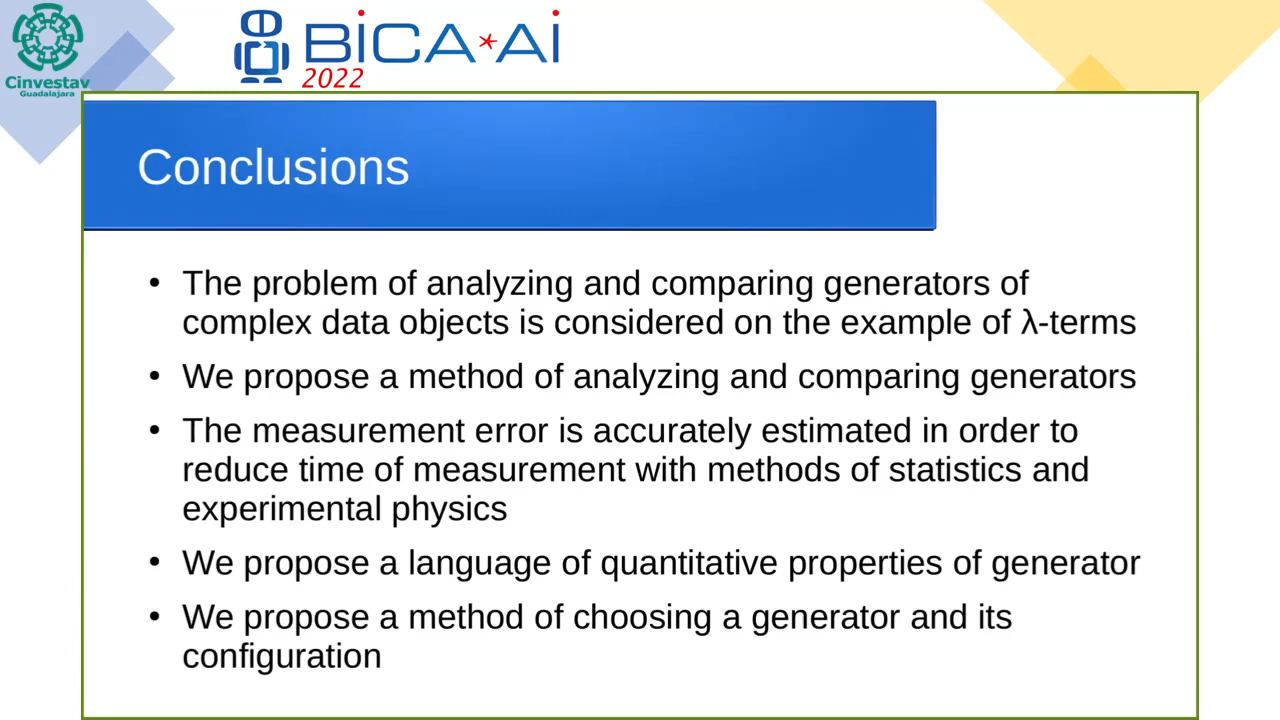 Cinvestav
Guadalajara
BiCA*Ai
2022
Conclusions
• The problem of analyzing and comparing generators of
complex data objects is considered on the example of λ-terms
• We propose a method of analyzing and comparing generators
• The measurement error is accurately estimated in order to
reduce time of measurement with methods of statistics and
experimental physics
• We propose a language of quantitative properties of generator
• We propose a method of choosing a generator and its
configuration